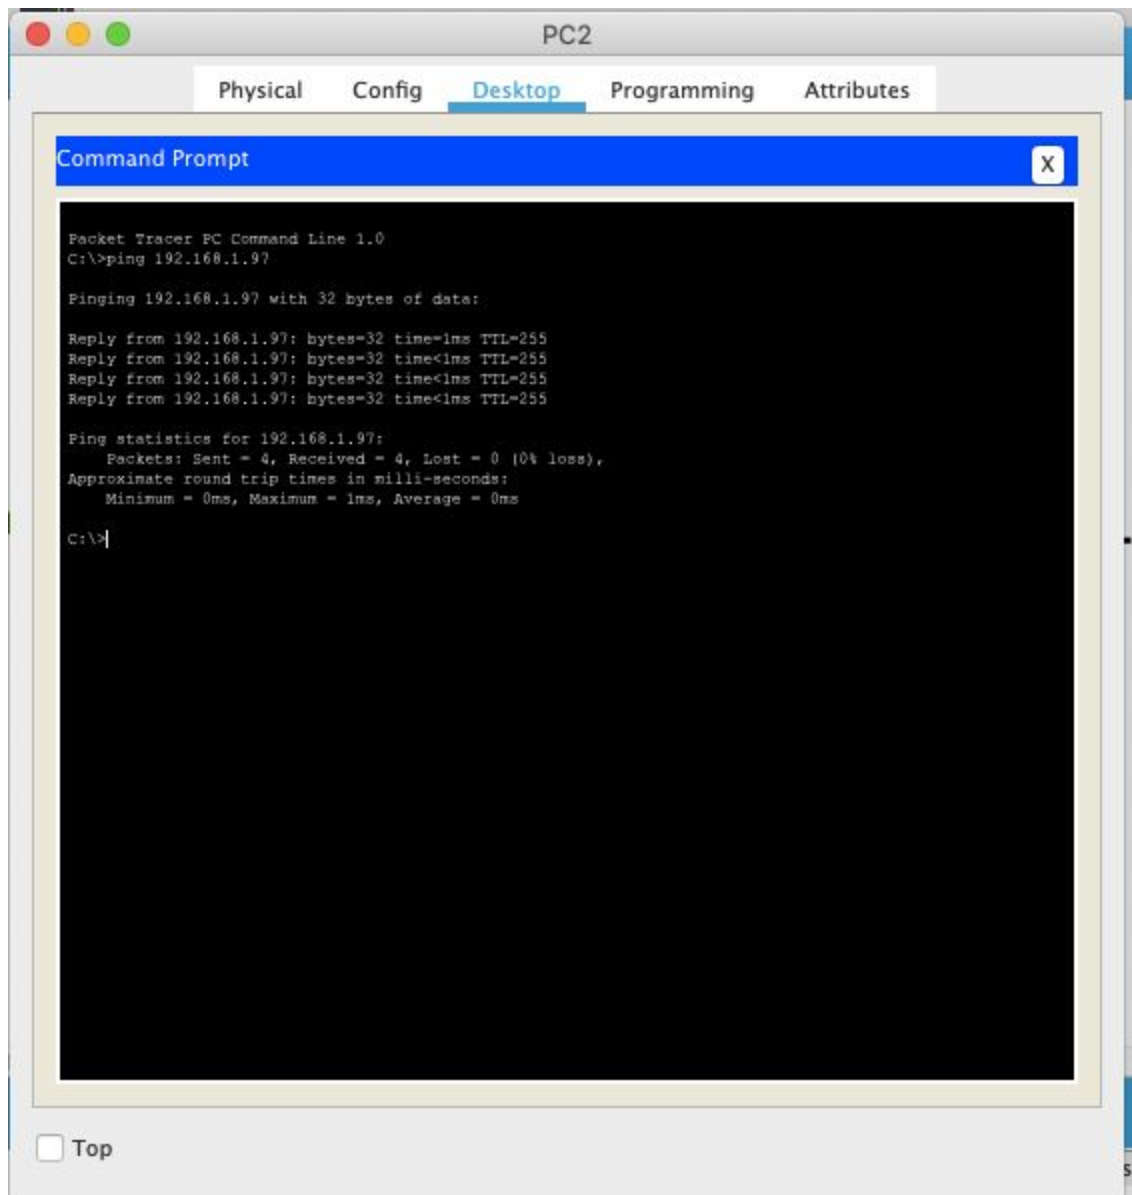 PC2
Physical Config Desktop Programming Attributes
Command Prompt X
Packet Tracer PC Command Line 1.0
C:\>ping 192.168.1.97
Pinging 192.168.1.97 with 32 bytes of data:
Reply from 192.168.1.97: bytes=32 time=1ms TTL=255
Reply from 192.168.1.97: bytes=32 time<1ms TTL=255
Reply from 192.168.1.97: bytes=32 time<1ms TTL=255
Reply from 192.168.1.97: bytes=32 time<1ms TTL=255
Ping statistics for 192.168.1.97:
Packets: Sent = 4, Received = 4, Lost = 0 (0% loss),
Approximate round trip times in milli-seconds:
Minimum = 0ms, Maximum = 1ms, Average = 0ms
C:\>
Top